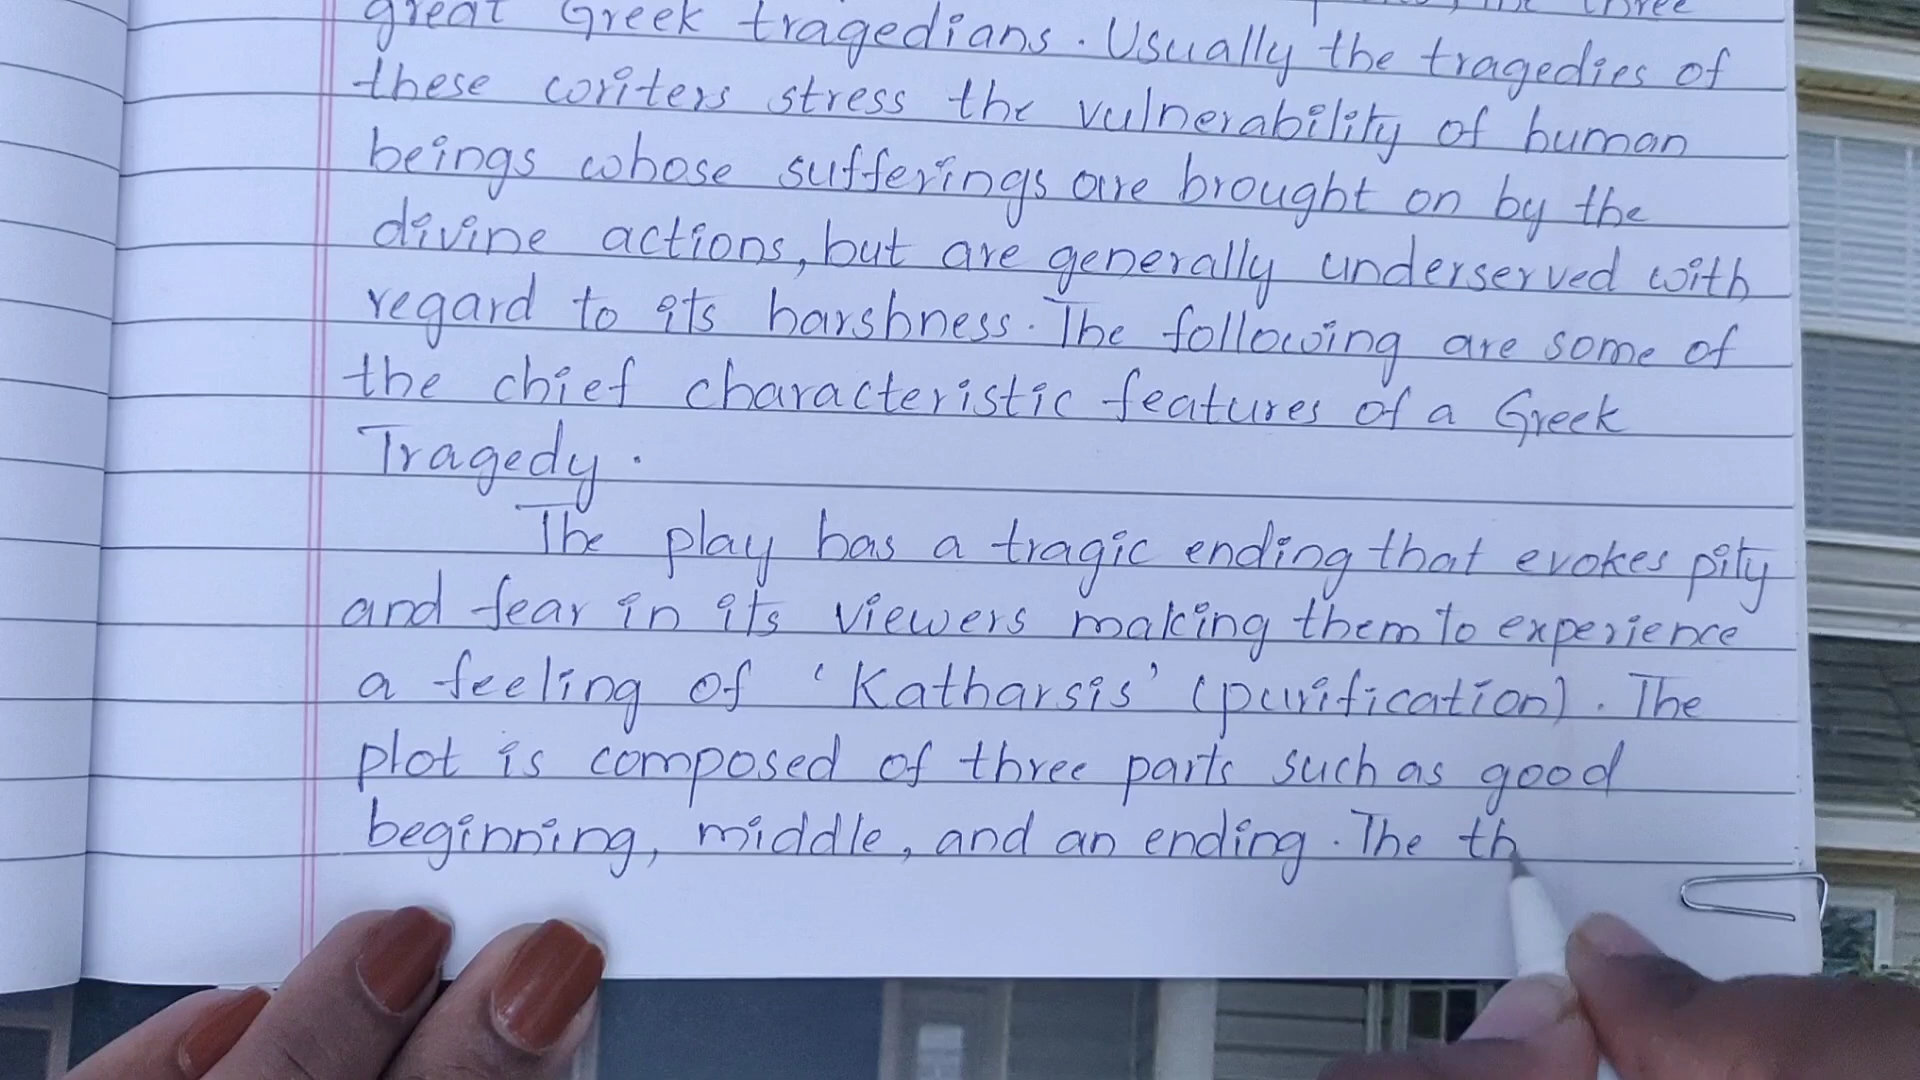 the three
great Greek tragedians. Usually the tragedies of
these writers stress the vulnerability of human
beings whose sufferings are brought on by the
divine actions, but are generally underserved with
regard to its harshness. The following are some of
the chief characteristic features of a Greek
Tragedy.
The play has a tragic ending that evokes pity
and fear in its viewers making them to experience
a feeling of 'Katharsis' (purification). The
plot is composed of three parts such as good
beginning, middle, and an ending. The th